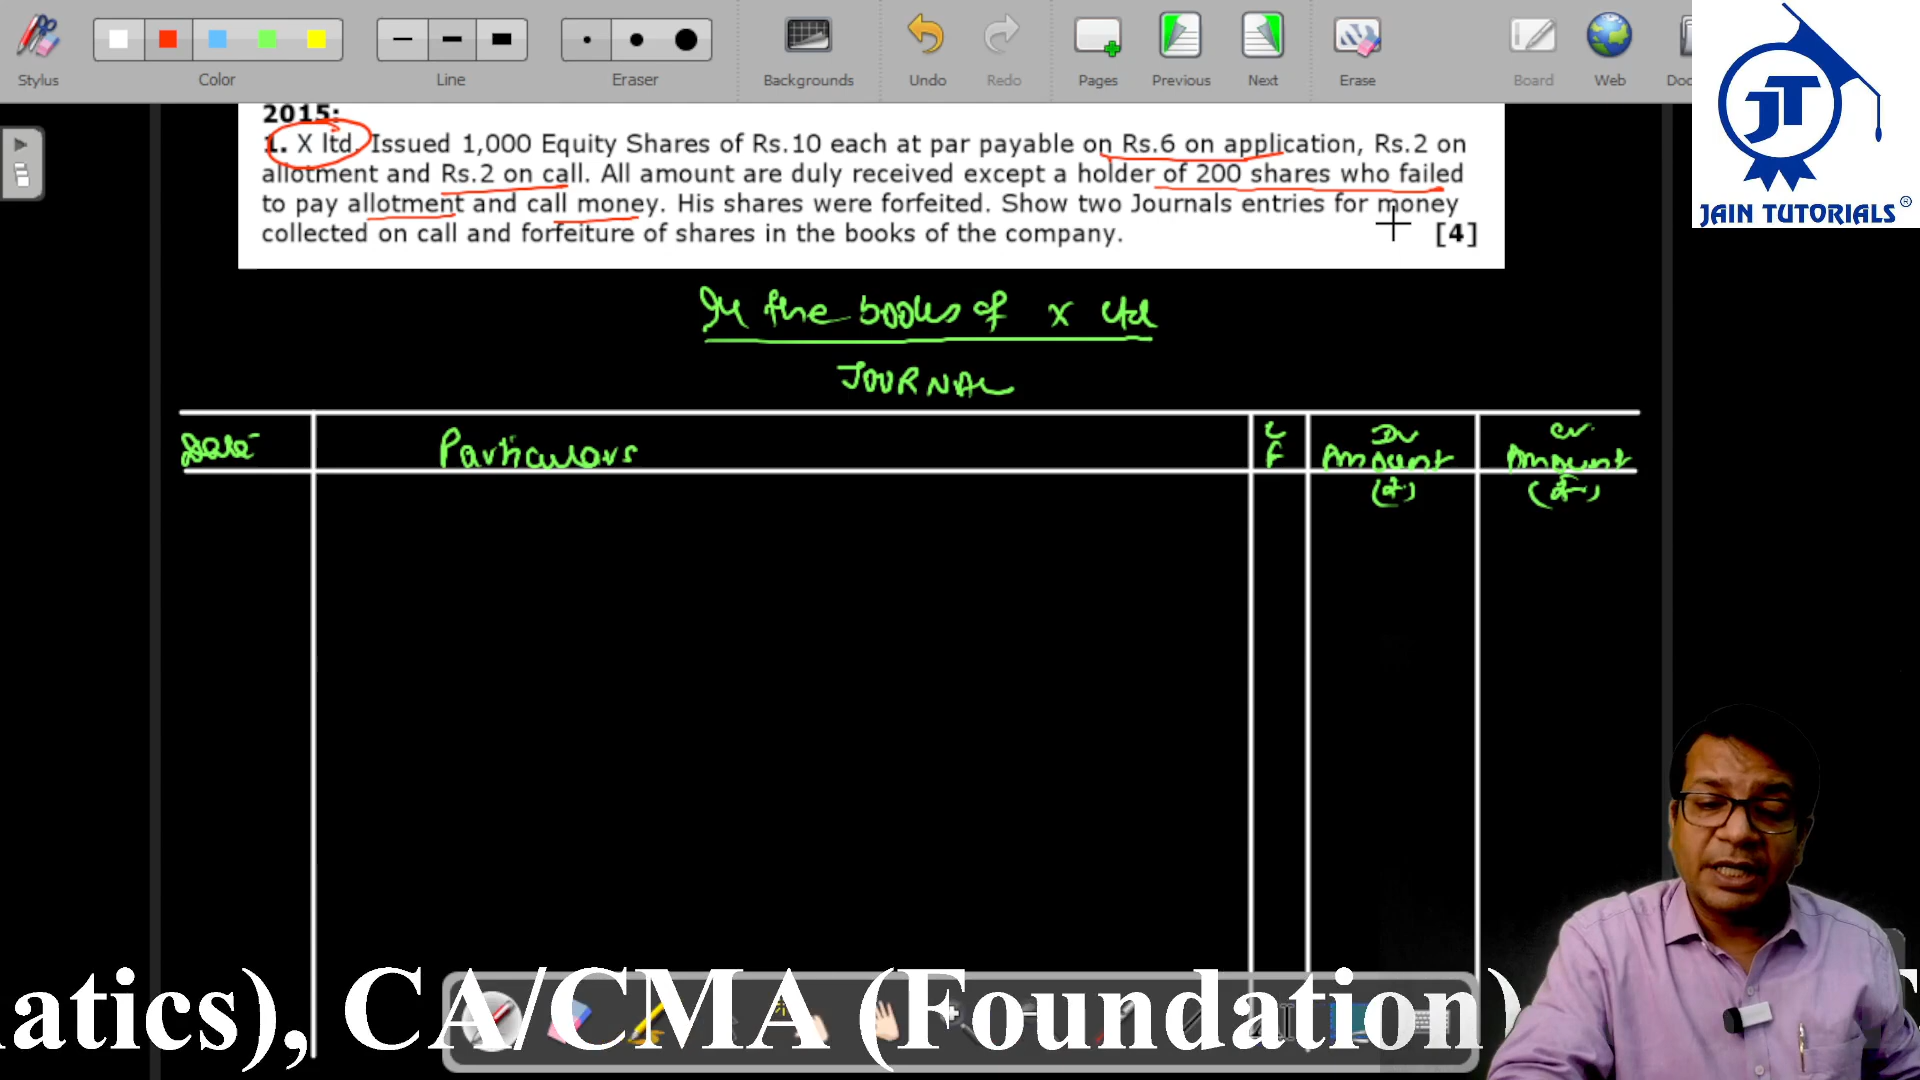 Stylus
Color
Line
Eraser
Backgrounds
Undo
Redo
Pages
Previous
Next
Erase
Board
Web
JT
JAIN TUTORIALS®
2015:
1. X ltd. Issued 1,000 Equity Shares of Rs.10 each at par payable on Rs.6 on application, Rs.2 on
allotment and Rs.2 on call. All amount are duly received except a holder of 200 shares who failed
to pay allotment and call money. His shares were forfeited. Show two Journals entries for money
collected on call and forfeiture of shares in the books of the company. [4]
In the books of X Ltd
JOURNAL
Date Particulars L F Dr Amount (₹) Cr. Amount (₹)
atics), CA/CMA (Foundation)